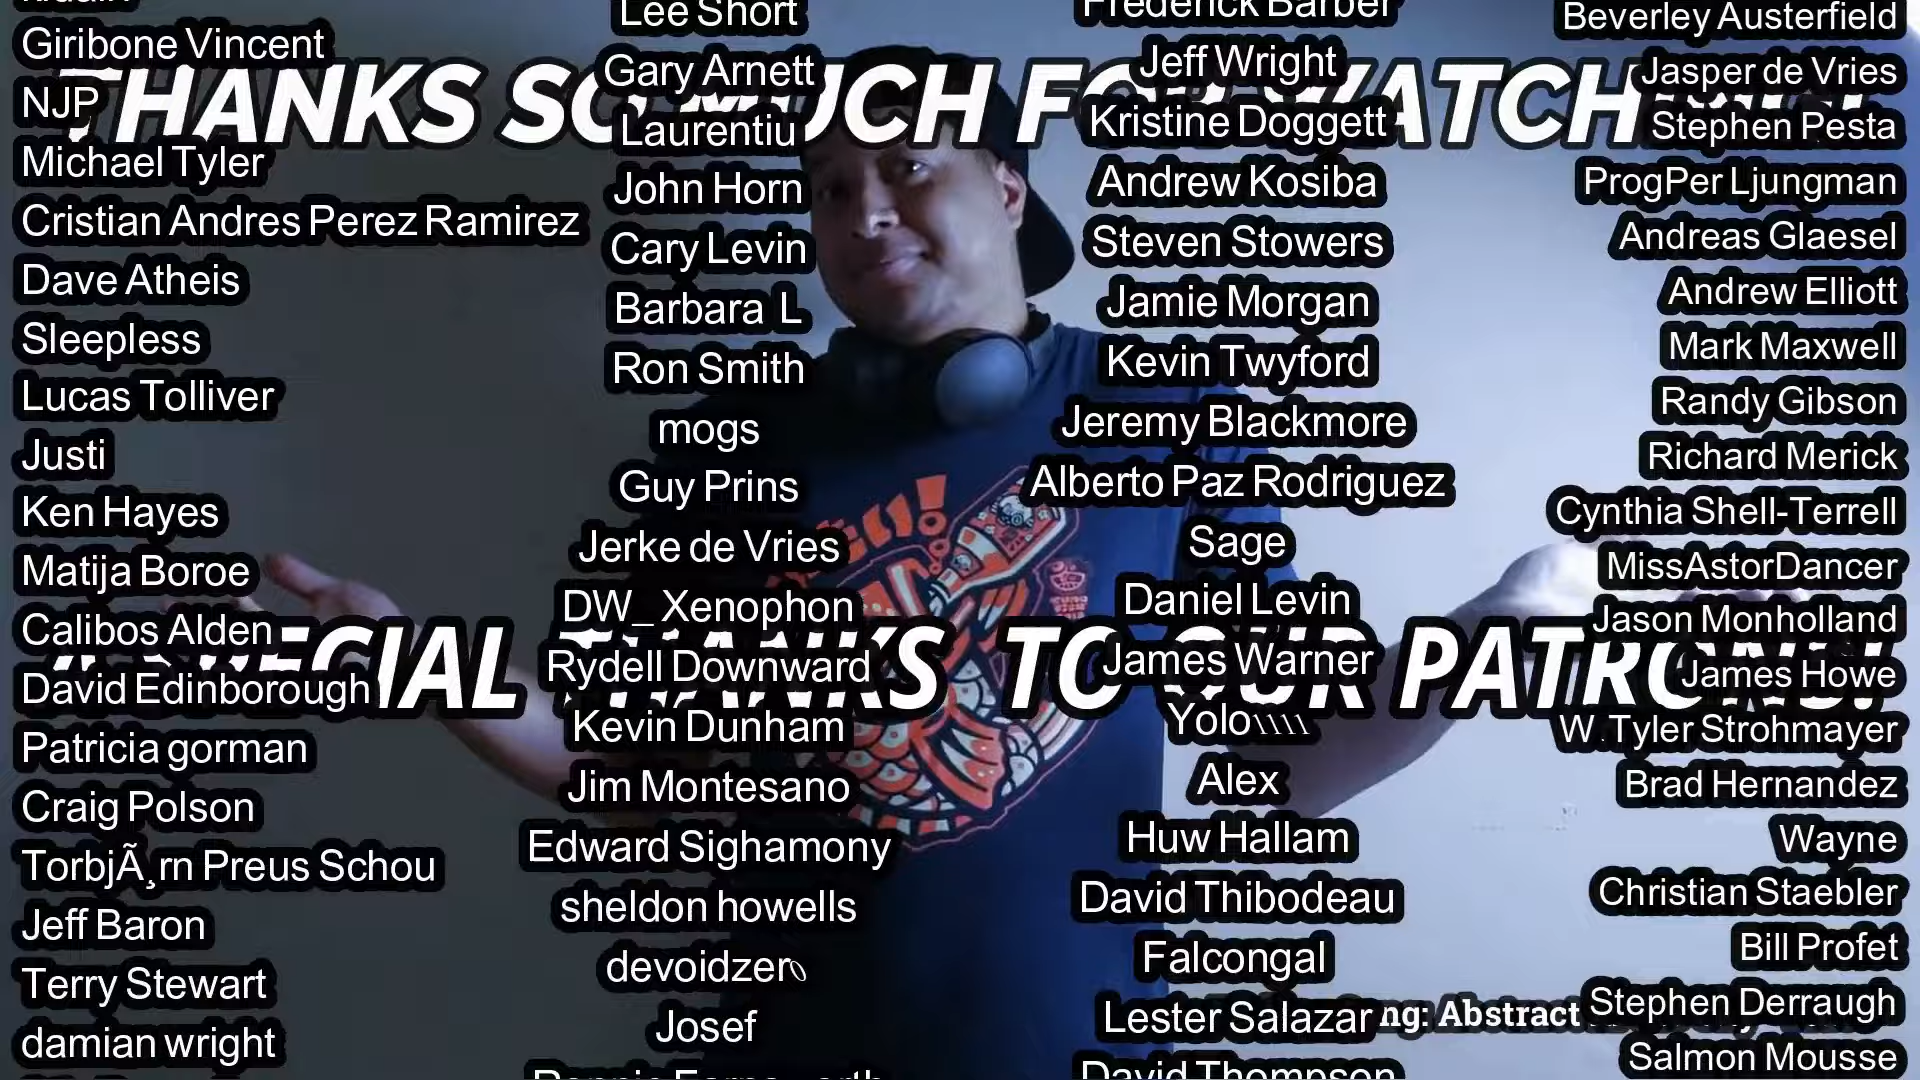 THANKS SO MUCH FOR WATCHING!
A SPECIAL THANKS TO OUR PATRONS!
Giribone Vincent
NJP
Michael Tyler
Cristian Andres Perez Ramirez
Dave Atheis
Sleepless
Lucas Tolliver
Justi
Ken Hayes
Matija Boroe
Calibos Alden
David Edinborough
Patricia gorman
Craig Polson
TorbjÃ¸rn Preus Schou
Jeff Baron
Terry Stewart
damian wright
Lee Short
Gary Arnett
Laurentiu
John Horn
Cary Levin
Barbara L
Ron Smith
mogs
Guy Prins
Jerke de Vries
DW_ Xenophon
Rydell Downward
Kevin Dunham
Jim Montesano
Edward Sighamony
sheldon howells
devoidzero
Josef
Frederick Barber
Jeff Wright
Kristine Doggett
Andrew Kosiba
Steven Stowers
Jamie Morgan
Kevin Twyford
Jeremy Blackmore
Alberto Paz Rodriguez
Sage
Daniel Levin
James Warner
Yolo\\\\
Alex
Huw Hallam
David Thibodeau
Falcongal
Lester Salazar
David Thompson
Beverley Austerfield
Jasper de Vries
Stephen Pesta
ProgPer Ljungman
Andreas Glaesel
Andrew Elliott
Mark Maxwell
Randy Gibson
Richard Merick
Cynthia Shell-Terrell
MissAstorDancer
Jason Monholland
James Howe
W.Tyler Strohmayer
Brad Hernandez
Wayne
Christian Staebler
Bill Profet
Stephen Derraugh
Salmon Mousse
ng: Abstract